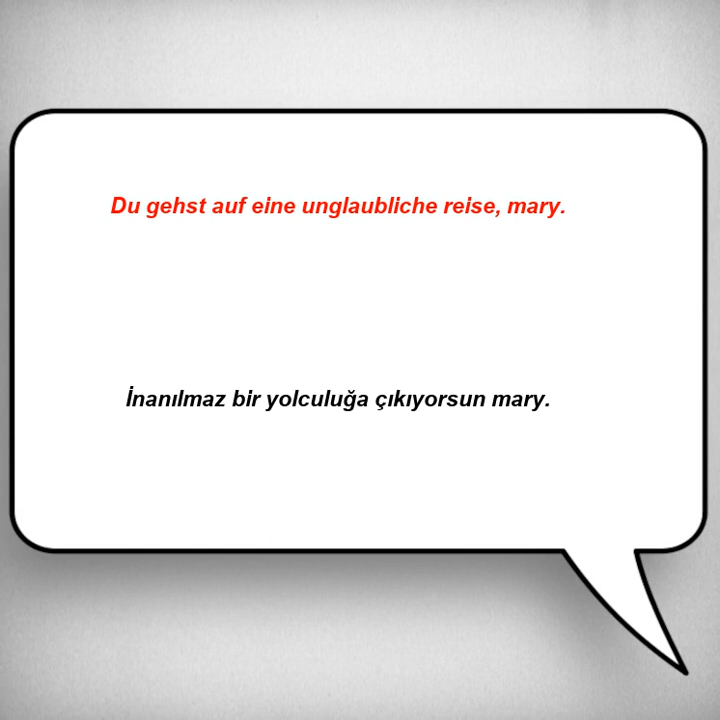 Du gehst auf eine unglaubliche reise, mary.
İnanılmaz bir yolculuğa çıkıyorsun mary.